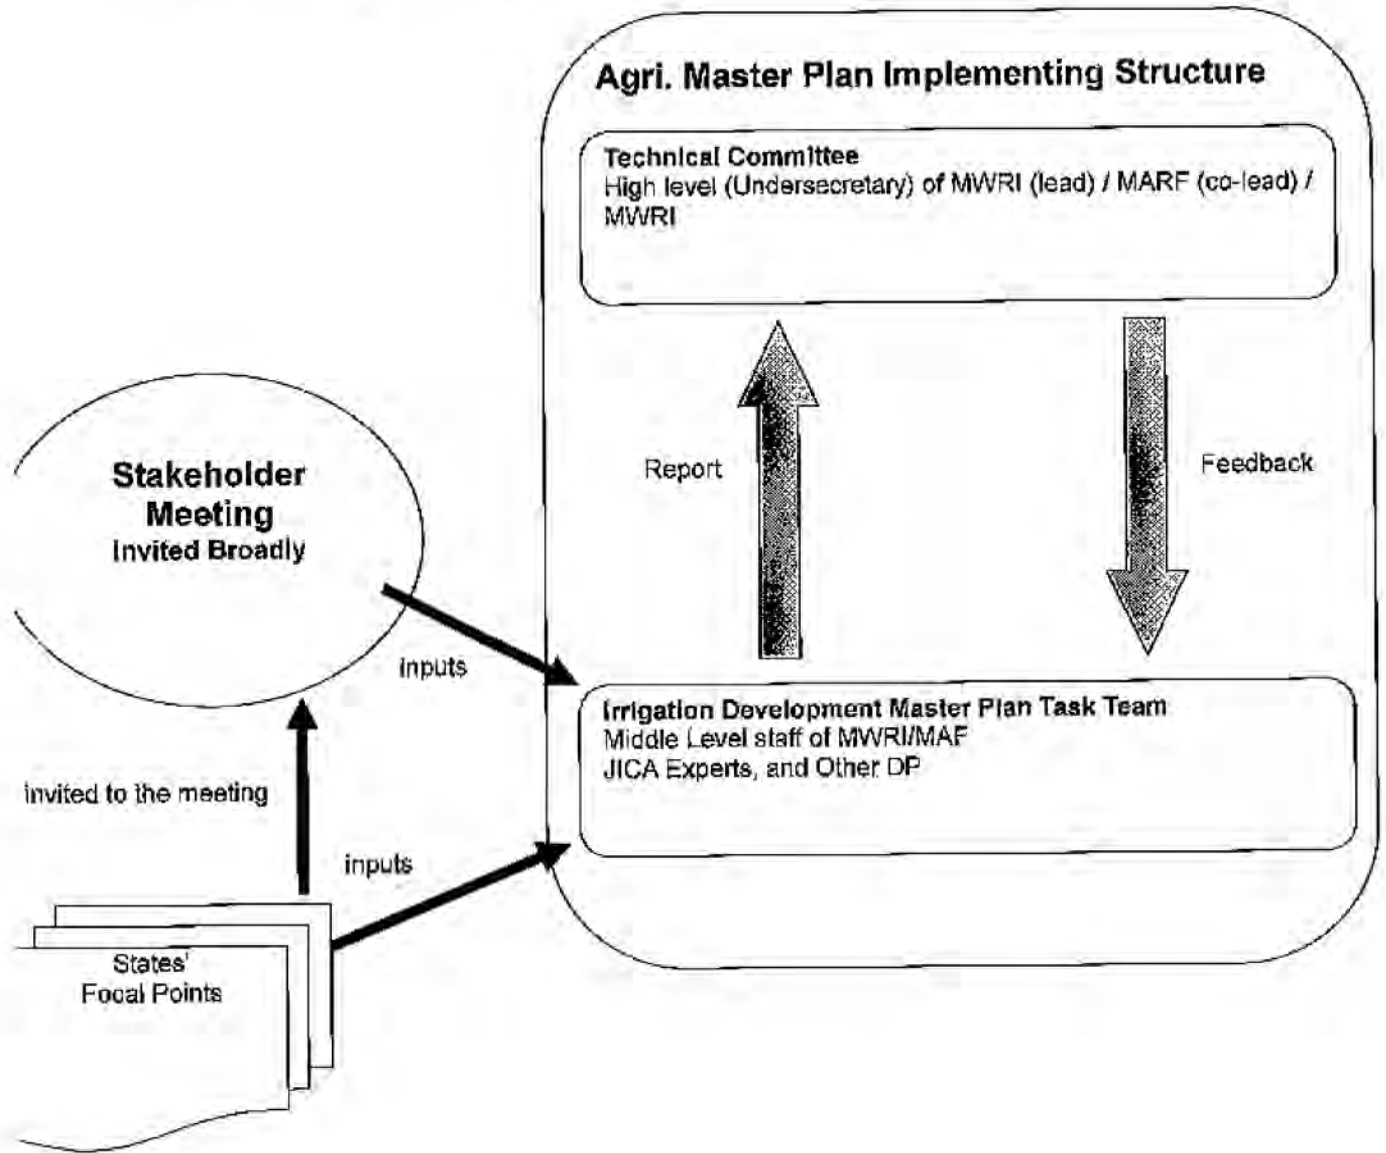 Agri. Master Plan Implementing Structure
Technical Committee
High level (Undersecretary) of MWRI (lead) / MARF (co-lead) /
MWRI
Report
Feedback
Stakeholder
Meeting
Invited Broadly
inputs
Irrigation Development Master Plan Task Team
Middle Level staff of MWRI/MAF
JICA Experts, and Other DP
Invited to the meeting
inputs
States'
Focal Points